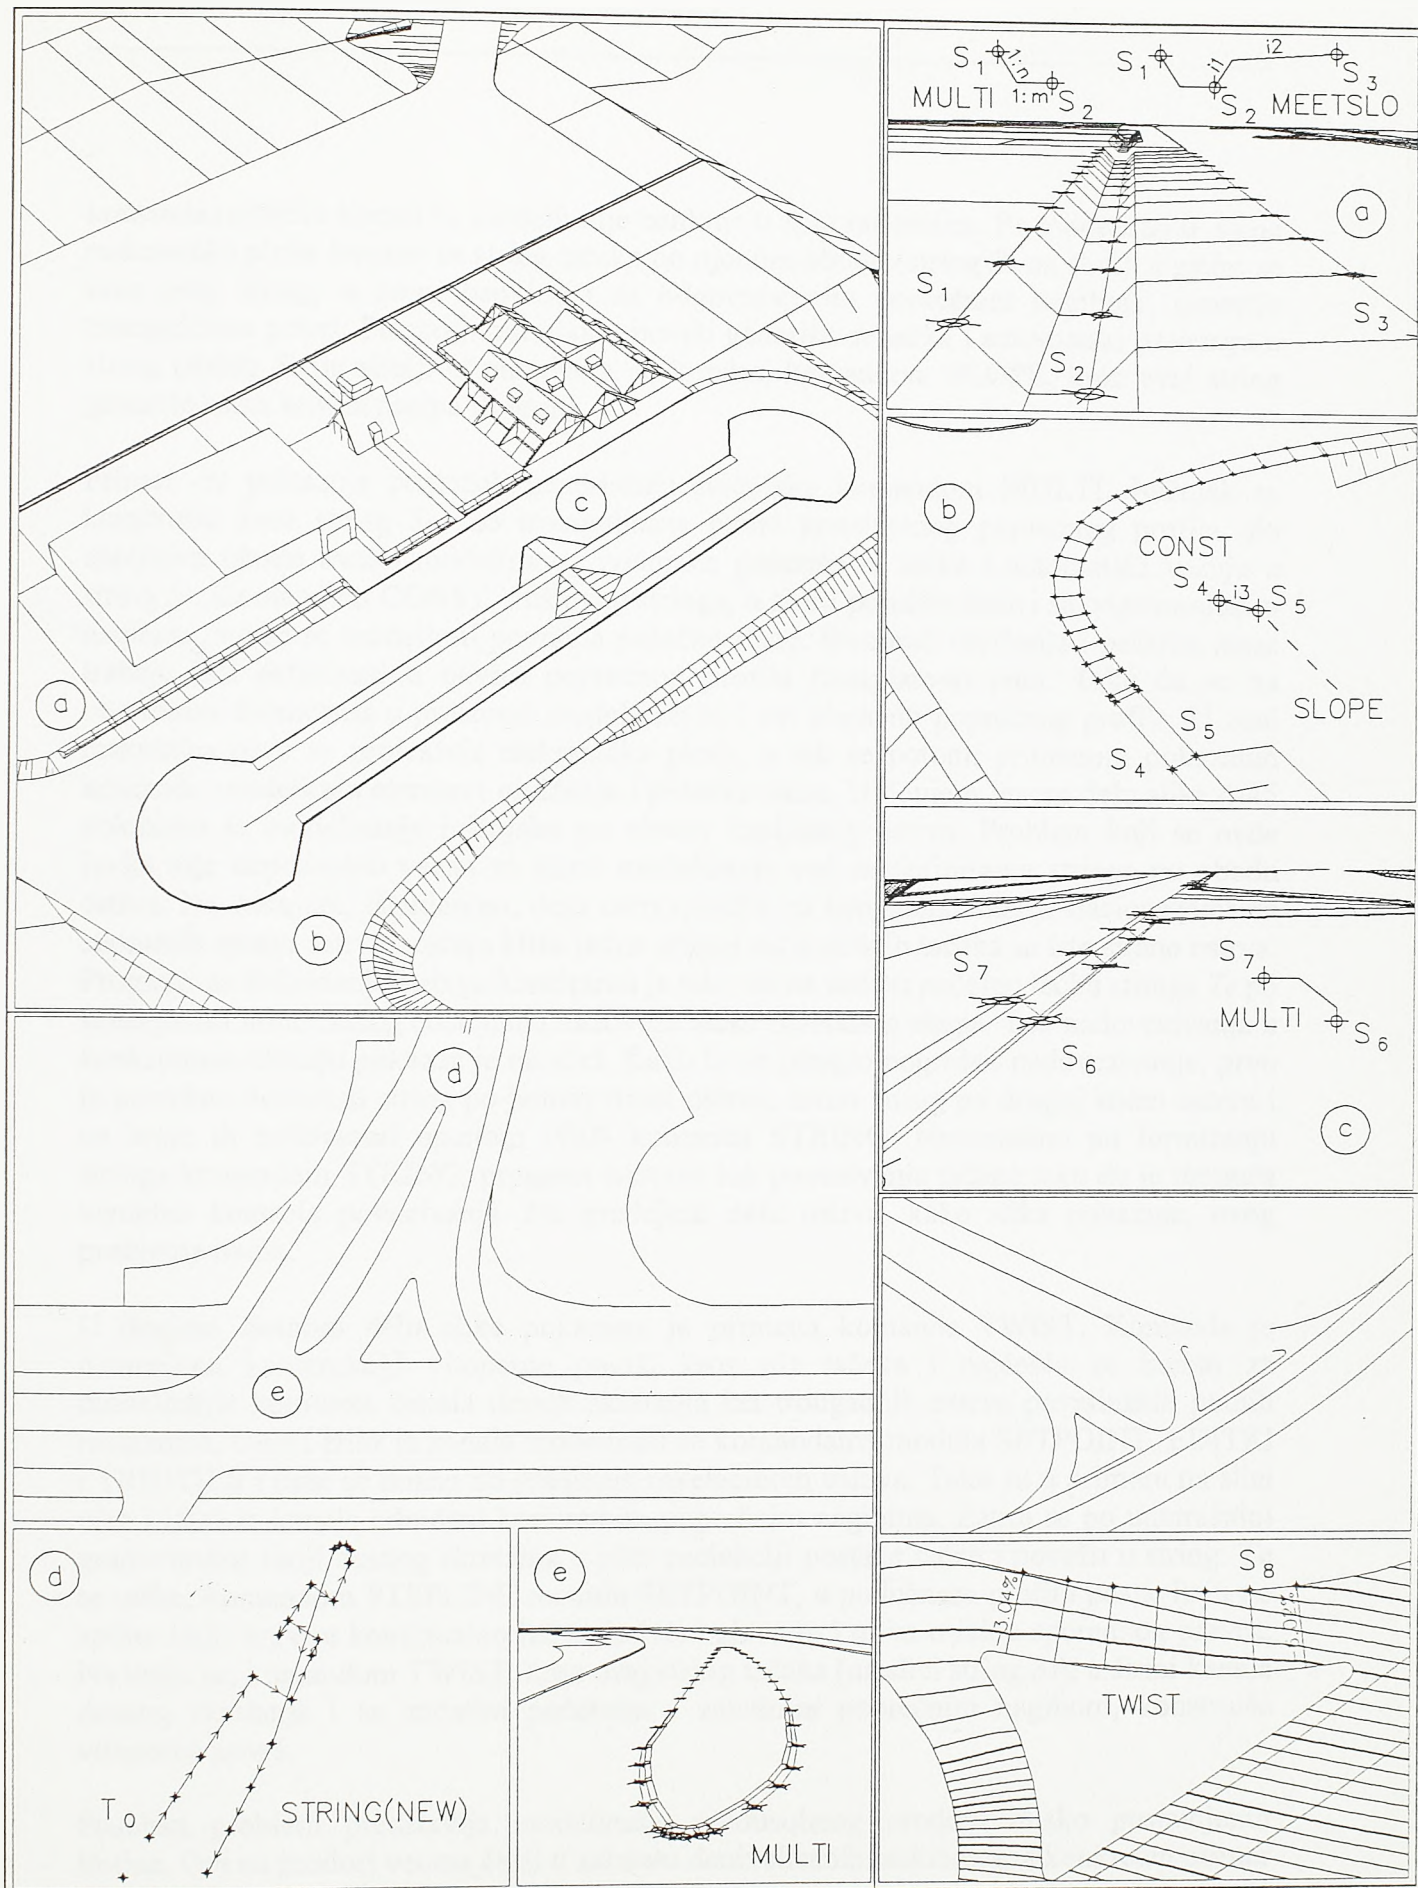 S1 1:n
MULTI 1:m S2
S1 i1 i2 S3
S2 MEETSLO
a
S1
S2
S3
c
a
b
b
CONST
S4 i3 S5
SLOPE
S5
S4
S7
S6
S7
MULTI
S6
c
d
e
d
To
STRING(NEW)
e
MULTI
S8
-3.04%
TWIST